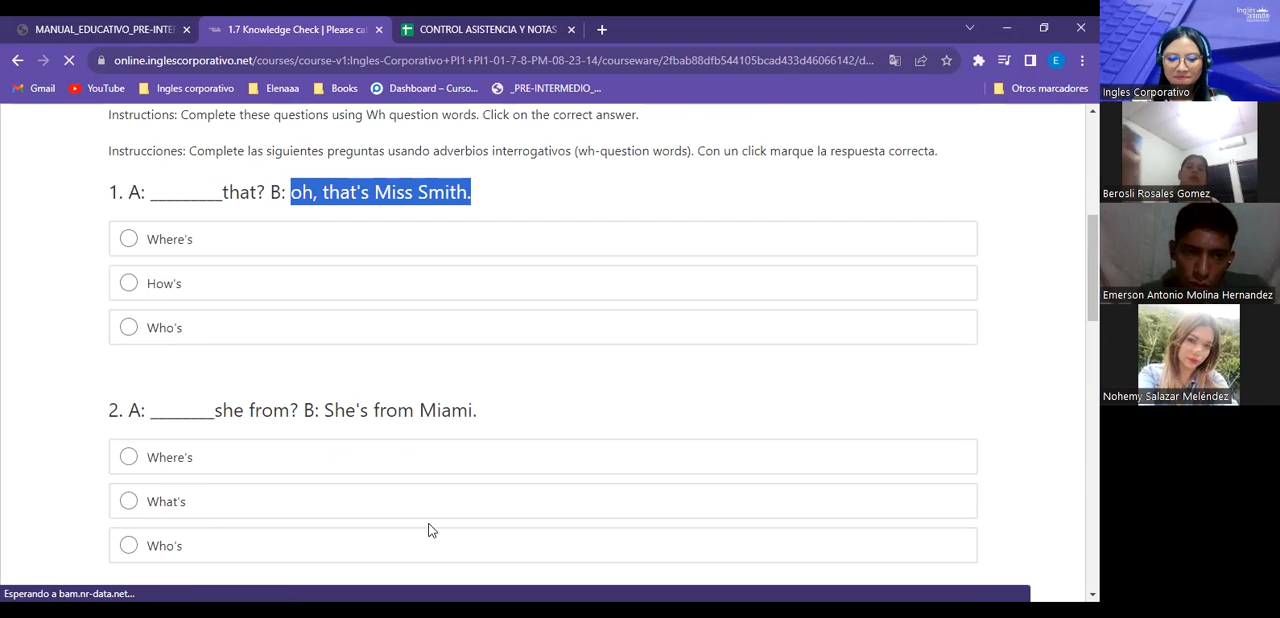 MANUAL_EDUCATIVO_PRE-INTE
1.7 Knowledge Check | Please ca
CONTROL ASISTENCIA Y NOTAS
online.inglescorporativo.net/courses/course-v1:Ingles-Corporativo+PI1+PI1-01-7-8-PM-08-23-14/courseware/2fbab88dfb544105bcad433d46066142/d...
E
Gmail
YouTube
Ingles corporativo
Elenaaa
Books
Dashboard – Curso...
_PRE-INTERMEDIO_...
Otros marcadores
Instructions: Complete these questions using Wh question words. Click on the correct answer.
Instrucciones: Complete las siguientes preguntas usando adverbios interrogativos (wh-question words). Con un click marque la respuesta correcta.
1. A: _________that? B: oh, that's Miss Smith.
Where's
How's
Who's
2. A: ________she from? B: She's from Miami.
Where's
What's
Who's
Esperando a bam.nr-data.net...
Ingles
Ingles Corporativo
Berosli Rosales Gomez
Emerson Antonio Molina Hernandez
Nohemy Salazar Meléndez